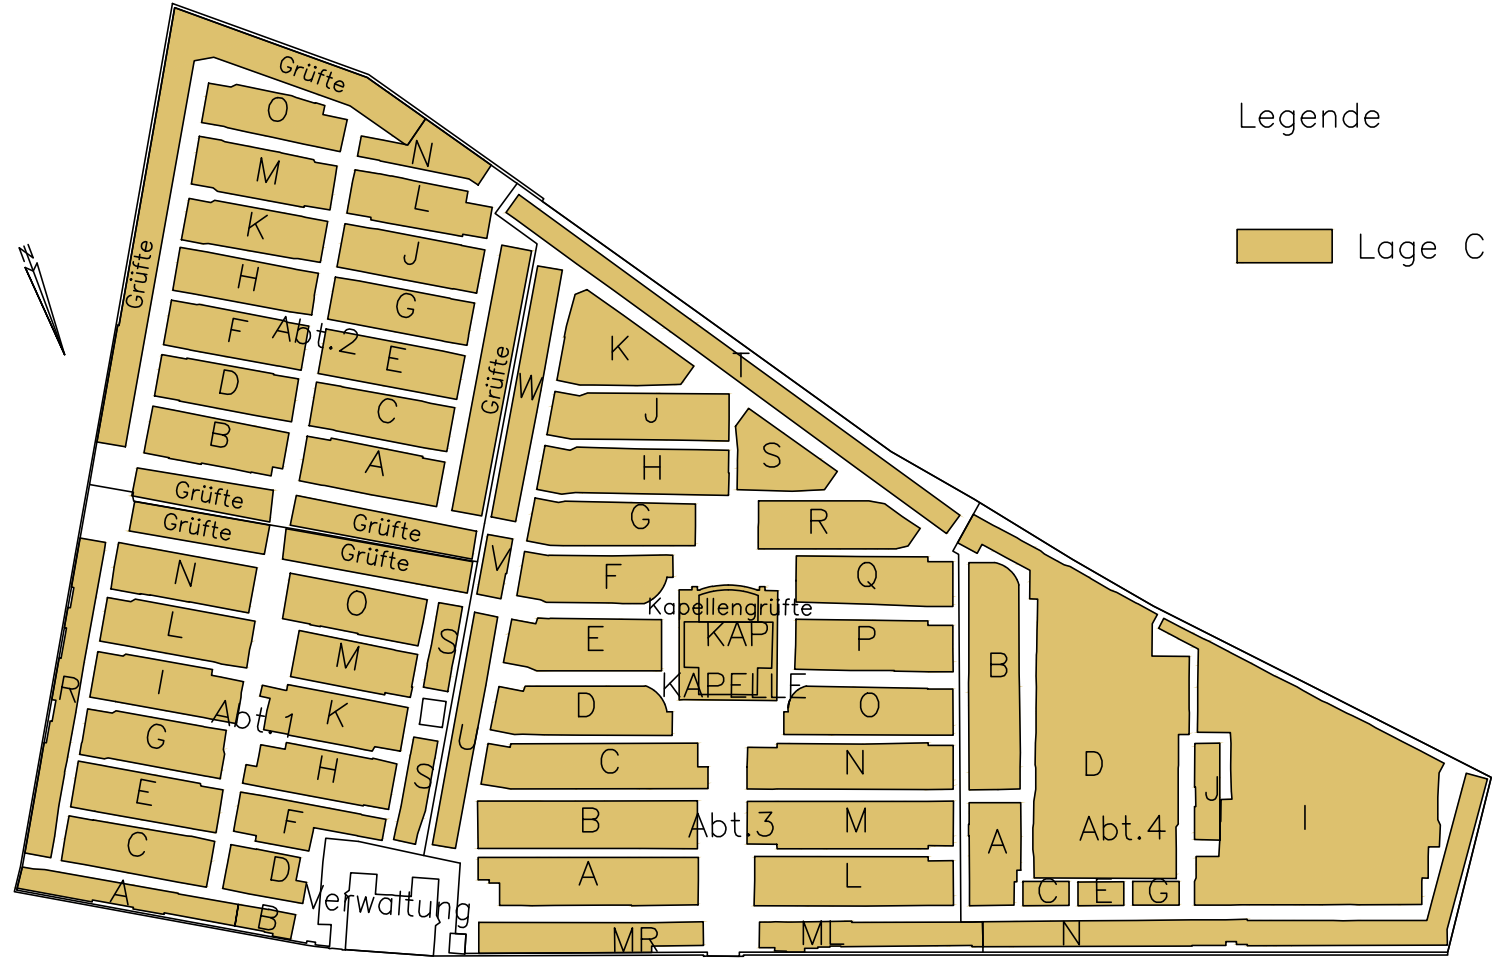 Grüfte
O
N
M
L
K
J
H
G
Grüfte
F
Abt.2
E
D
C
B
A
Grüfte
W
Grüfte
Grüfte
Grüfte
Grüfte
Legende
Lage C
T
K
J
S
H
G
R
V
F
Q
Kapellengrüfte
KAP
E
P
KAPELLE
D
O
U
C
N
B
Abt.3
M
A
L
MR
ML
N
O
S
L
M
R
I
K
Abt.1
G
H
S
E
F
C
D
A
B
Verwaltung
B
D
J
I
A
Abt.4
C
E
G
N
N